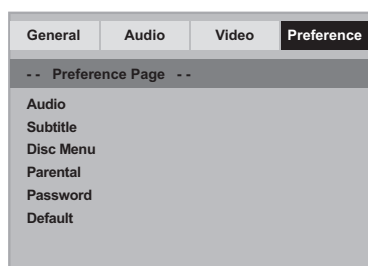 General Audio Video Preference
- - Preference Page - -
Audio
Subtitle
Disc Menu
Parental
Password
Default